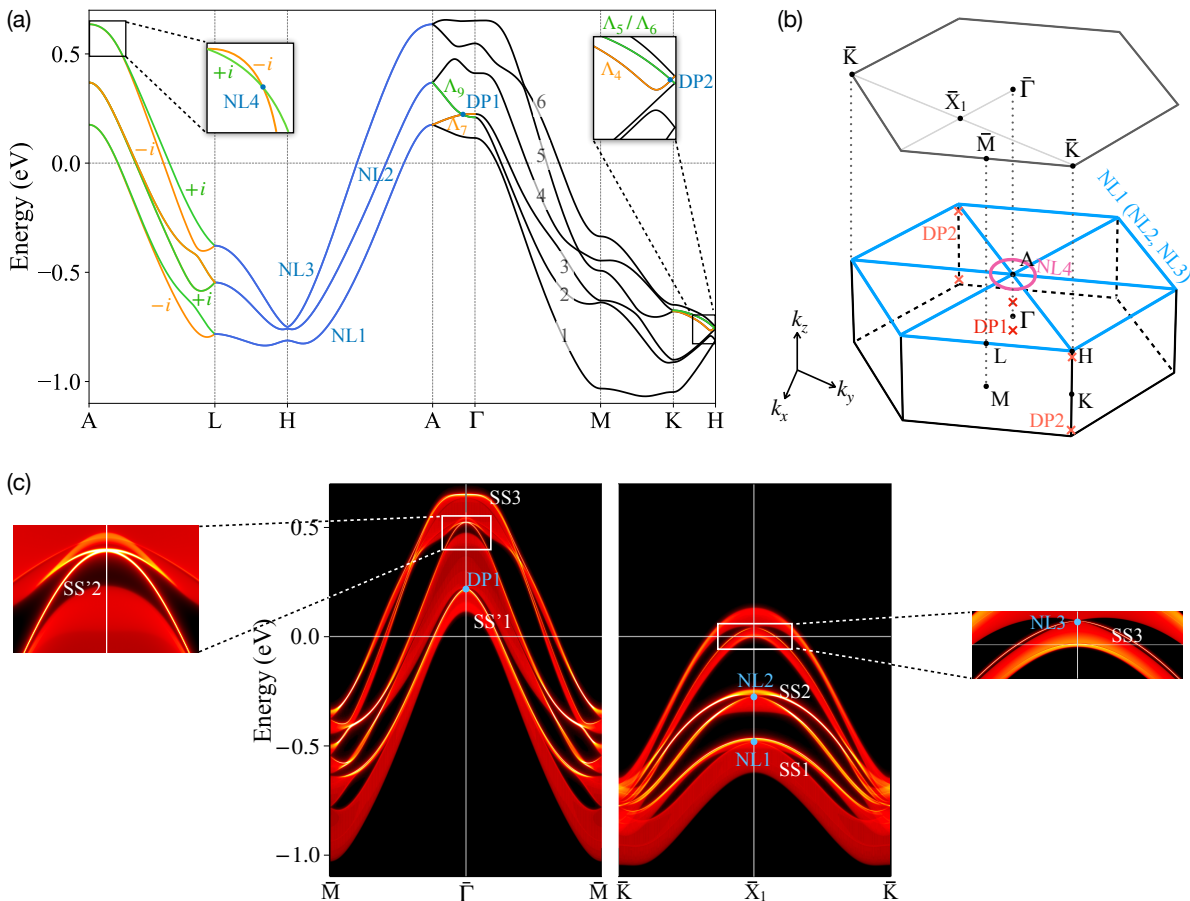 (a)
Energy (eV)
0.5
0.0
−0.5
−1.0
+i
−i
NL4
−i
+i
+i
−i
NL3
NL2
NL1
Λ9
DP1
Λ7
6
5
4
3
2
1
Λ5 / Λ6
Λ4
DP2
A L H A Γ M K H
(b)
K̄
Γ̄
X̄1
M̄
K̄
NL1 (NL2, NL3)
DP2
A
NL4
Γ
DP1
L
H
kz
ky
kx
M
K
DP2
(c)
SS'2
Energy (eV)
0.5
0.0
−0.5
−1.0
SS3
DP1
SS'1
M̄ Γ̄ M̄
NL2
SS2
NL1
SS1
K̄ X̄1 K̄
NL3
SS3